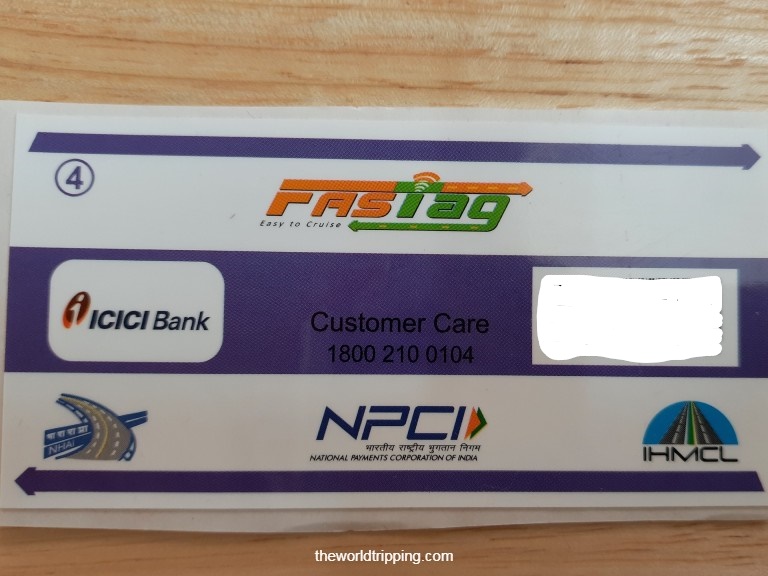 4
FASTag
Easy to Cruise
ICICI Bank
Customer Care
1800 210 0104
NHAI
NPCI
भारतीय राष्ट्रीय भुगतान निगम
NATIONAL PAYMENTS CORPORATION OF INDIA
IHMCL
theworldtripping.com